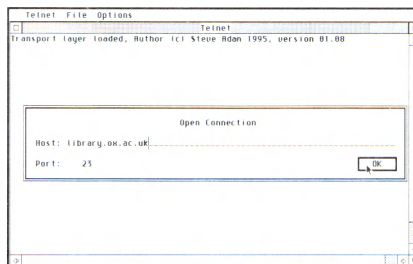 Telnet File Options
Telnet
Transport layer loaded, Author (c) Steve Adam 1995, version 01.08
Open Connection
Host: library.ox.ac.uk
Port: 23
OK